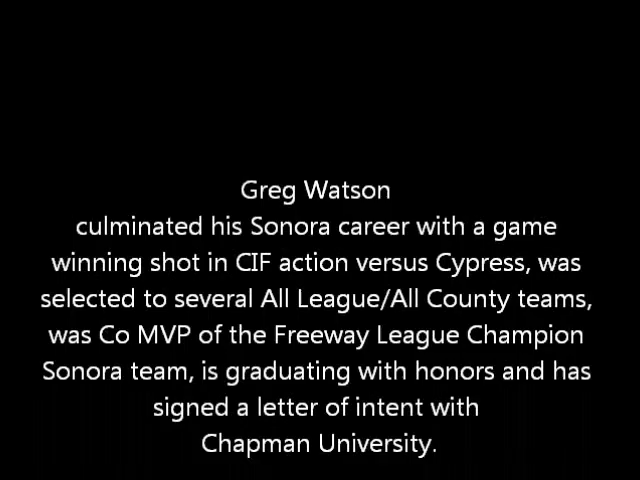 Greg Watson
culminated his Sonora career with a game
winning shot in CIF action versus Cypress, was
selected to several All League/All County teams,
was Co MVP of the Freeway League Champion
Sonora team, is graduating with honors and has
signed a letter of intent with
Chapman University.